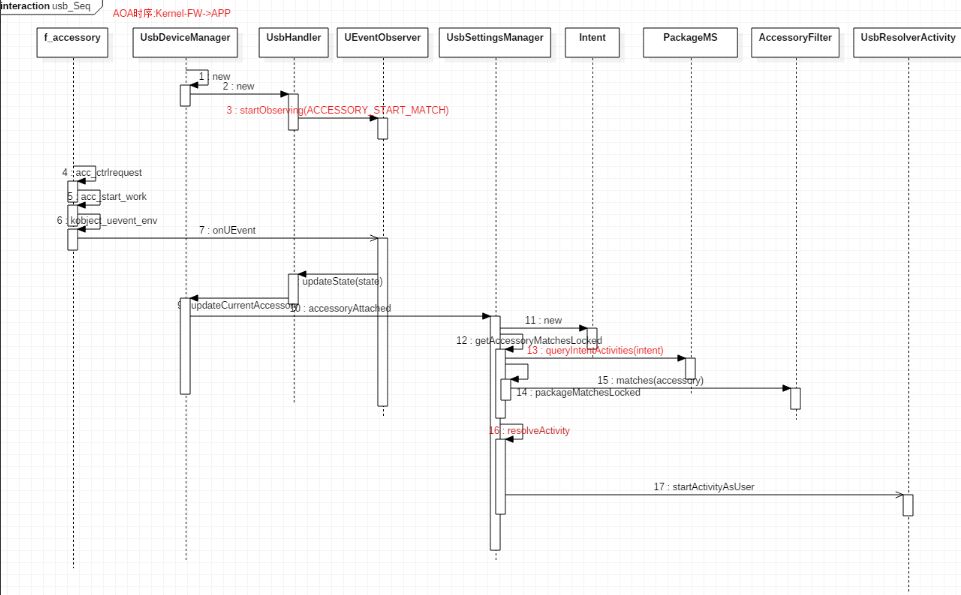 interaction usb_Seq
AOA时序:Kernel-FW->APP
f_accessory
UsbDeviceManager
UsbHandler
UEventObserver
UsbSettingsManager
Intent
PackageMS
AccessoryFilter
UsbResolverActivity
1 : new
2 : new
3 : startObserving(ACCESSORY_START_MATCH)
4 : acc_ctrlrequest
5 : acc_start_work
6 : kobject_uevent_env
7 : onUEvent
updateState(state)
9 : updateCurrentAccessory
10 : accessoryAttached
11 : new
12 : getAccessoryMatchesLocked
13 : queryIntentActivities(intent)
15 : matches(accessory)
14 : packageMatchesLocked
16 : resolveActivity
17 : startActivityAsUser